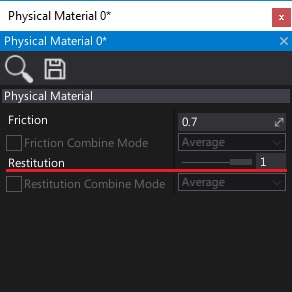 Physical Material 0*
Physical Material 0*
Physical Material
Friction 0.7
Friction Combine Mode Average
Restitution 1
Restitution Combine Mode Average